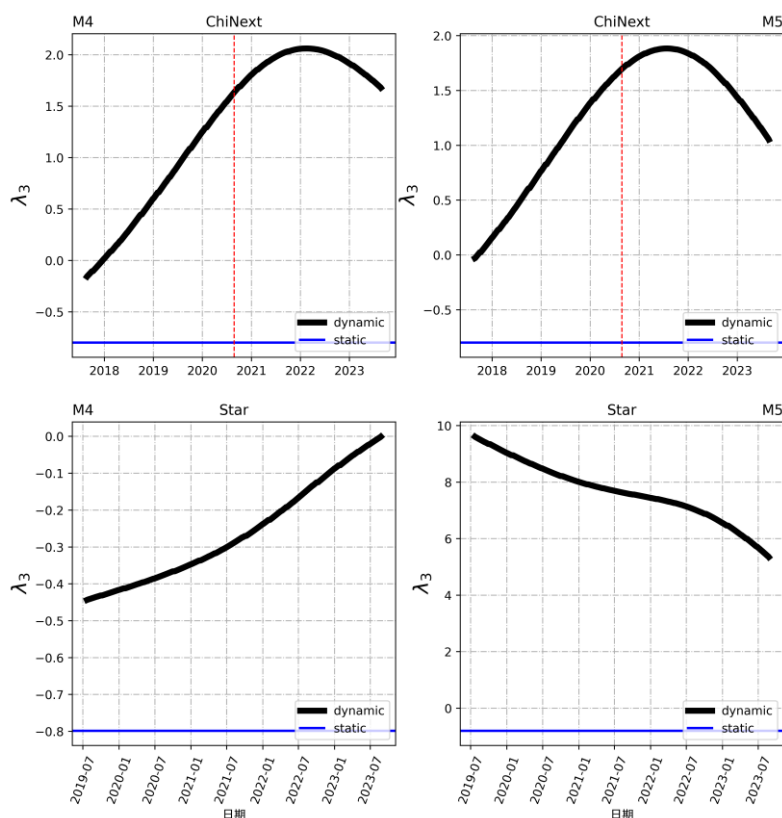 M4 ChiNext
2.0
1.5
1.0
0.5
0.0
−0.5
λ3
dynamic
static
2018 2019 2020 2021 2022 2023
ChiNext M5
2.0
1.5
1.0
0.5
0.0
−0.5
λ3
dynamic
static
2018 2019 2020 2021 2022 2023
M4 Star
0.0
−0.1
−0.2
−0.3
−0.4
−0.5
−0.6
−0.7
−0.8
λ3
dynamic
static
2019-07 2020-01 2020-07 2021-01 2021-07 2022-01 2022-07 2023-01 2023-07
日期
Star M5
10
8
6
4
2
0
λ3
dynamic
static
2019-07 2020-01 2020-07 2021-01 2021-07 2022-01 2022-07 2023-01 2023-07
日期